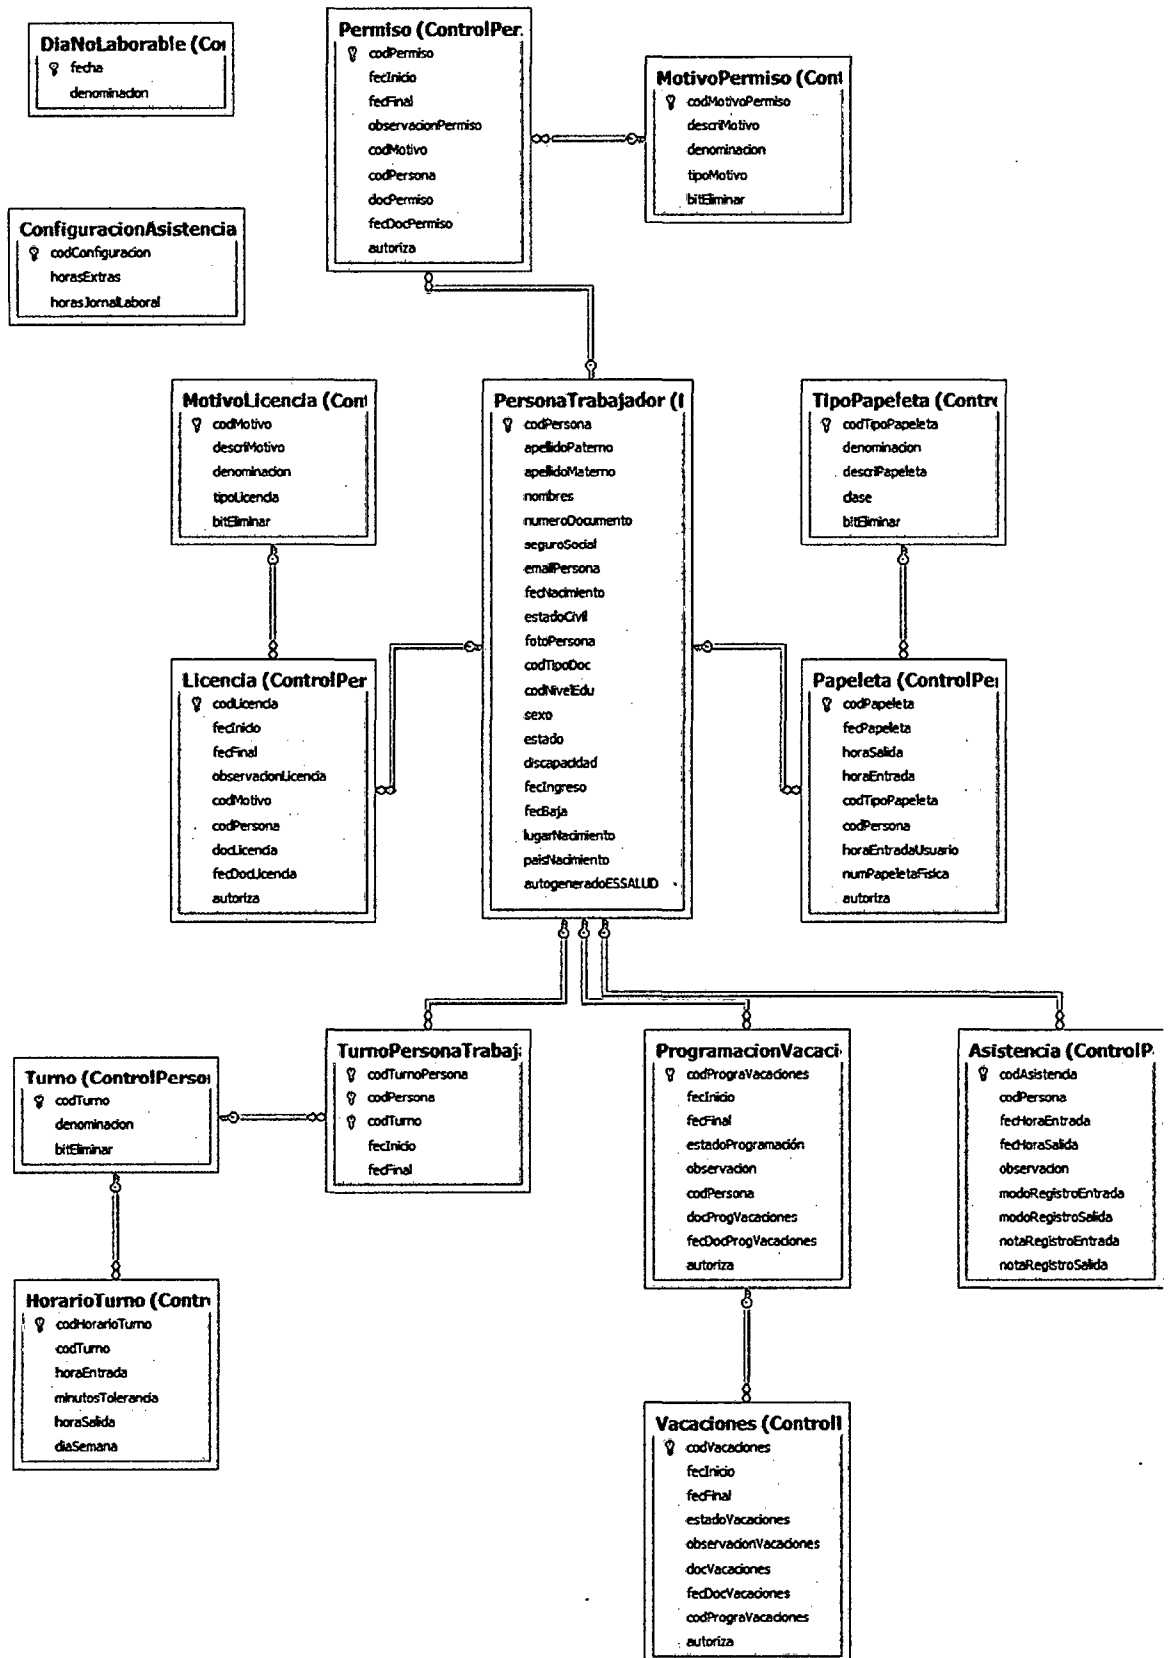 DiaNoLaborable (Co
fecha
denominacion
Permiso (ControlPer
codPermiso
fecInicio
fecFinal
observacionPermiso
codMotivo
codPersona
docPermiso
fecDocPermiso
autoriza
MotivoPermiso (Cont
codMotivoPermiso
descriMotivo
denominacion
tipoMotivo
bitEliminar
ConfiguracionAsistencia
codConfiguracion
horasExtras
horasJornalLaboral
MotivoLicencia (Cont
codMotivo
descriMotivo
denominacion
tipoLicencia
bitEliminar
PersonaTrabajador (
codPersona
apellidoPaterno
apellidoMaterno
nombres
numeroDocumento
seguroSocial
emailPersona
fecNacimiento
estadoCivil
fotoPersona
codTipoDoc
codNivelEdu
sexo
estado
discapacidad
fecIngreso
fecBaja
lugarNacimiento
paisNacimiento
autogeneradoESSALUD
TipoPapeleta (Contro
codTipoPapeleta
denominacion
descriPapeleta
clase
bitEliminar
Licencia (ControlPer
codLicencia
fecInicio
fecFinal
observacionLicencia
codMotivo
codPersona
docLicencia
fecDocLicencia
autoriza
Papeleta (ControlPe
codPapeleta
fecPapeleta
horaSalida
horaEntrada
codTipoPapeleta
codPersona
horaEntradaUsuario
numPapeletaFisica
autoriza
Turno (ControlPerso
codTurno
denominacion
bitEliminar
TurnoPersonaTrabaj
codTurnoPersona
codPersona
codTurno
fecInicio
fecFinal
ProgramacionVacaci
codPrograVacaciones
fecInicio
fecFinal
estadoProgramación
observacion
codPersona
docProgVacaciones
fecDocProgVacaciones
autoriza
Asistencia (ControlP
codAsistencia
codPersona
fecHoraEntrada
fecHoraSalida
observacion
modoRegistroEntrada
modoRegistroSalida
notaRegistroEntrada
notaRegistroSalida
HorarioTurno (Contr
codHorarioTurno
codTurno
horaEntrada
minutosTolerancia
horaSalida
diaSemana
Vacaciones (Control
codVacaciones
fecInicio
fecFinal
estadoVacaciones
observacionVacaciones
docVacaciones
fecDocVacaciones
codPrograVacaciones
autoriza